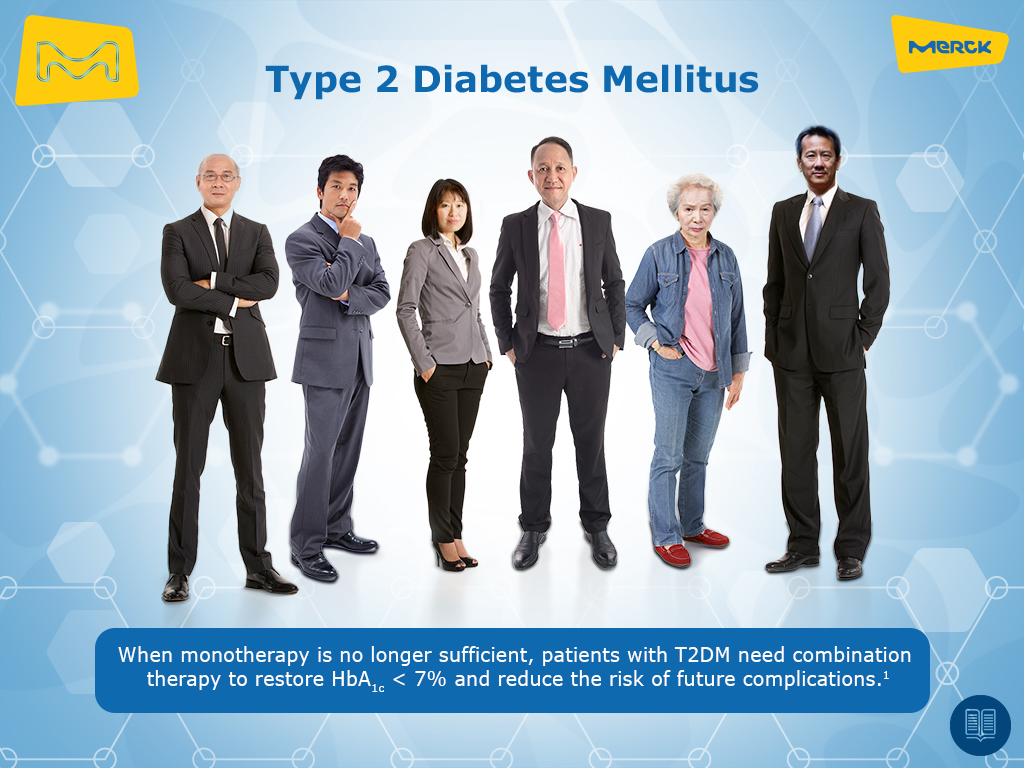 MERCK
Type 2 Diabetes Mellitus
When monotherapy is no longer sufficient, patients with T2DM need combination
therapy to restore HbA1c < 7% and reduce the risk of future complications.1